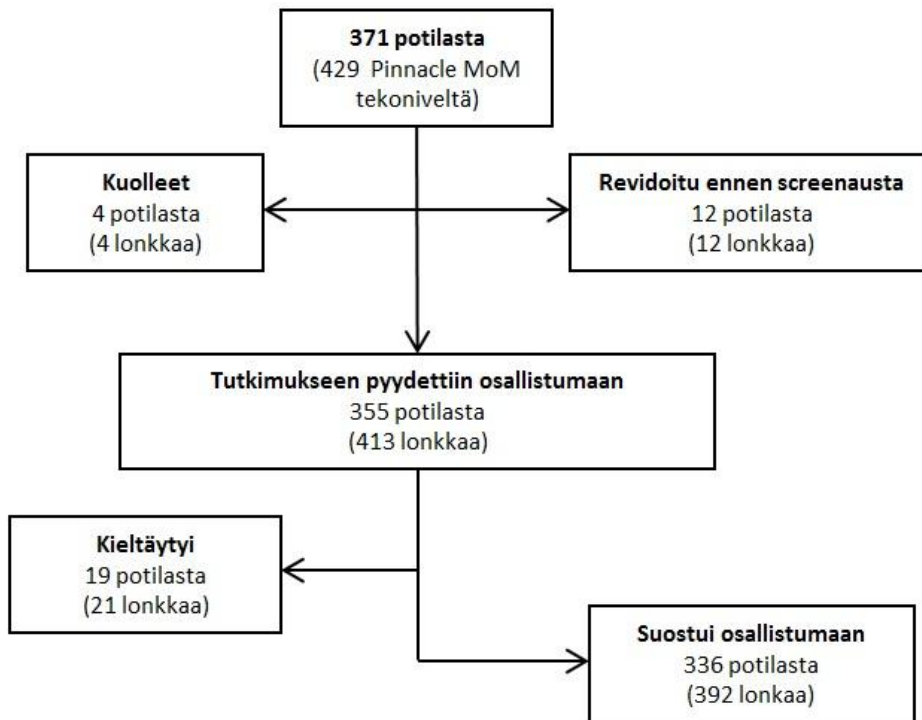 371 potilasta
(429 Pinnacle MoM
tekoniveltä)
Kuolleet
4 potilasta
(4 lonkkaa)
Revidoitu ennen screenausta
12 potilasta
(12 lonkkaa)
Tutkimukseen pyydettiin osallistumaan
355 potilasta
(413 lonkkaa)
Kieltäytyi
19 potilasta
(21 lonkkaa)
Suostui osallistumaan
336 potilasta
(392 lonkaa)